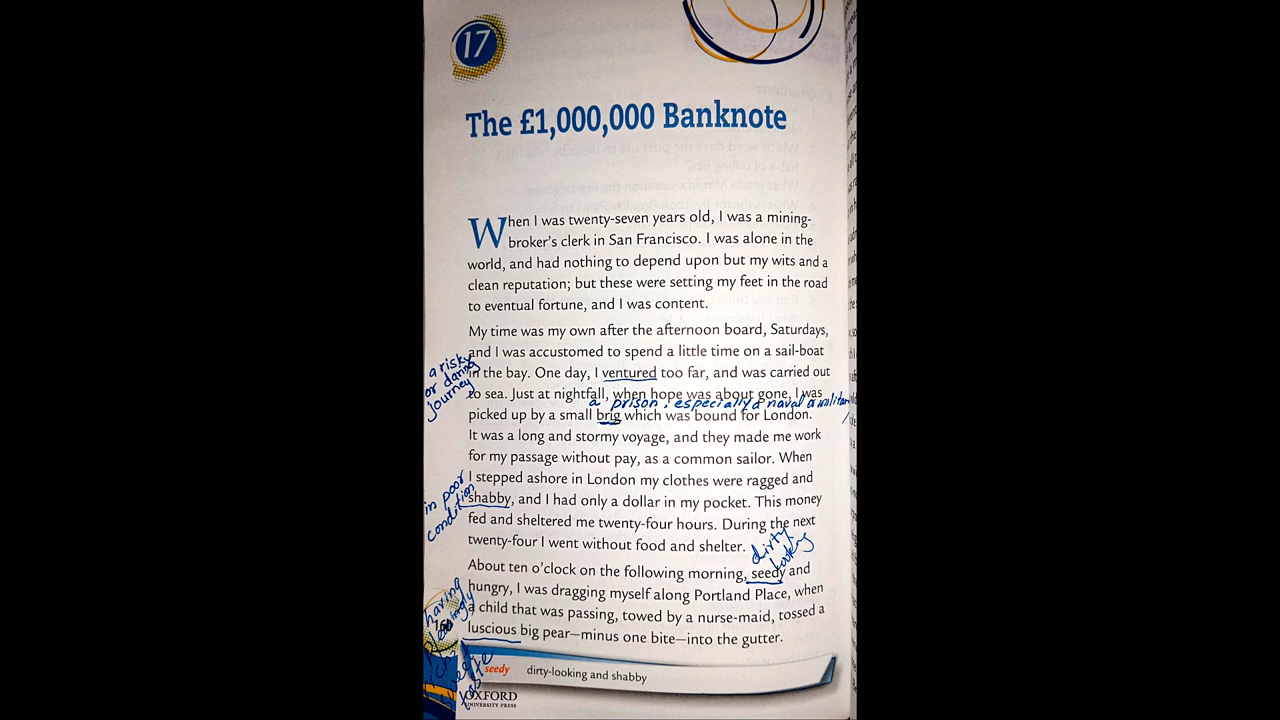 17
The £1,000,000 Banknote
When I was twenty-seven years old, I was a mining-
broker's clerk in San Francisco. I was alone in the
world, and had nothing to depend upon but my wits and a
clean reputation; but these were setting my feet in the road
to eventual fortune, and I was content.
My time was my own after the afternoon board, Saturdays,
and I was accustomed to spend a little time on a sail-boat
in the bay. One day, I ventured too far, and was carried out
a risky
or daring
journey
to sea. Just at nightfall, when hope was about gone, I was
a prison, especially a naval or military
picked up by a small brig which was bound for London.
It was a long and stormy voyage, and they made me work
for my passage without pay, as a common sailor. When
I stepped ashore in London my clothes were ragged and
shabby, and I had only a dollar in my pocket. This money
in poor
condition
fed and sheltered me twenty-four hours. During the next
twenty-four I went without food and shelter.
dirty
About ten o'clock on the following morning, seedy and
hungry, I was dragging myself along Portland Place, when
a child that was passing, towed by a nurse-maid, tossed a
luscious big pear—minus one bite—into the gutter.
having
seedy dirty-looking and shabby
OXFORD
UNIVERSITY PRESS